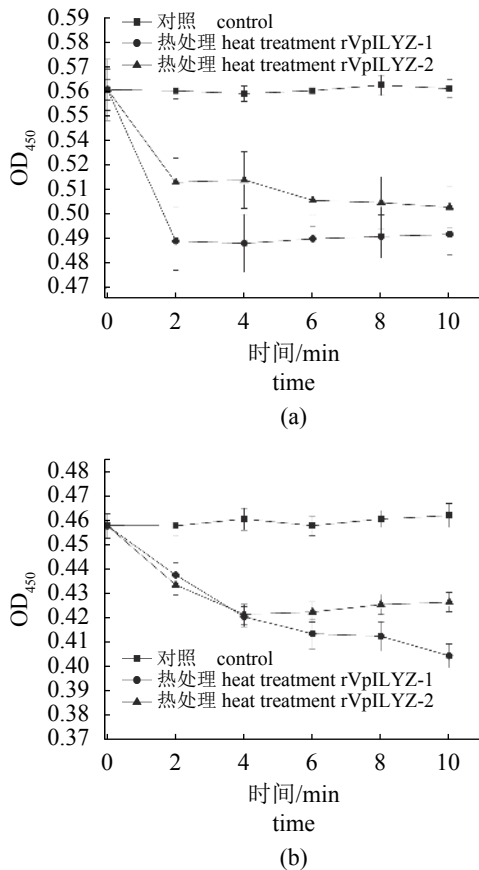 0.59
对照 control
0.58
热处理 heat treatment rVpILYZ-1
0.57
热处理 heat treatment rVpILYZ-2
0.56
0.55
0.52
0.51
0.50
0.49
0.48
0.47
OD450
0 2 4 6 8 10
时间/min
time
(a)
0.48
0.47
0.46
0.45
0.44
0.43
0.42
0.41
0.40
0.39
0.38
0.37
OD450
对照 control
热处理 heat treatment rVpILYZ-1
热处理 heat treatment rVpILYZ-2
0 2 4 6 8 10
时间/min
time
(b)